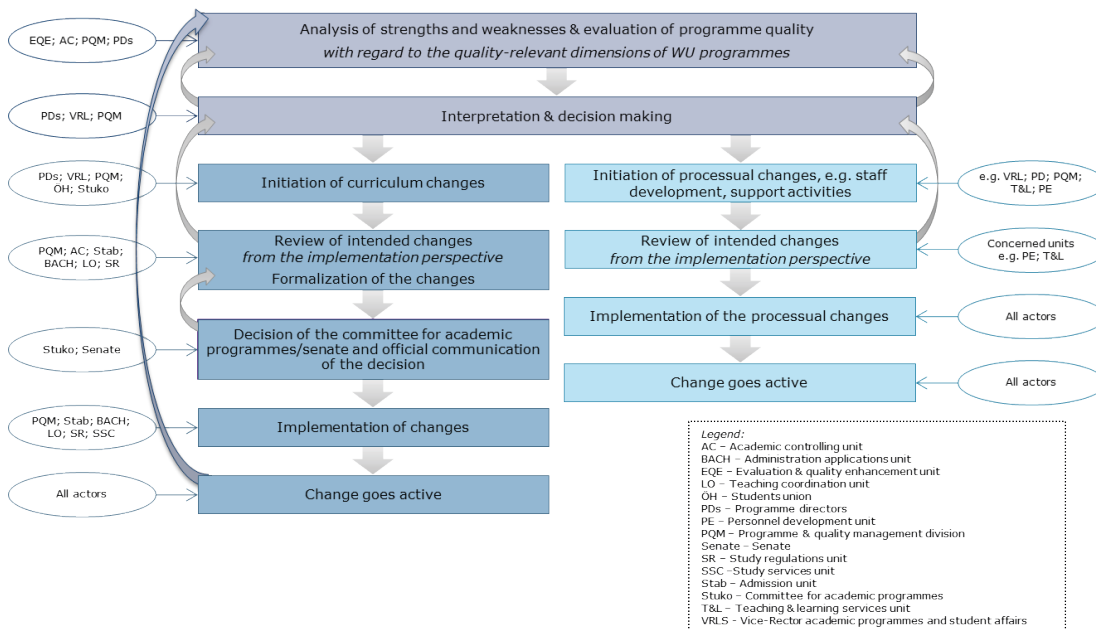 Analysis of strengths and weaknesses & evaluation of programme quality
with regard to the quality-relevant dimensions of WU programmes
EQE; AC; PQM; PDs
Interpretation & decision making
PDs; VRL; PQM
PDs; VRL; PQM;
ÖH; Stuko
Initiation of curriculum changes
Initiation of processual changes, e.g. staff
development, support activities
e.g. VRL; PD; PQM;
T&L; PE
PQM; AC; Stab;
BACH; LO; SR
Review of intended changes
from the implementation perspective
Formalization of the changes
Review of intended changes
from the implementation perspective
Concerned units
e.g. PE; T&L
Stuko; Senate
Decision of the committee for academic
programmes/senate and official communication
of the decision
Implementation of the processual changes
All actors
Change goes active
All actors
PQM; Stab; BACH;
LO; SR; SSC
Implementation of changes
All actors
Change goes active
Legend:
AC – Academic controlling unit
BACH – Administration applications unit
EQE – Evaluation & quality enhancement unit
LO – Teaching coordination unit
ÖH – Students union
PDs – Programme directors
PE – Personnel development unit
PQM – Programme & quality management division
Senate – Senate
SR – Study regulations unit
SSC –Study services unit
Stab – Admission unit
Stuko – Committee for academic programmes
T&L – Teaching & learning services unit
VRLS - Vice-Rector academic programmes and student affairs